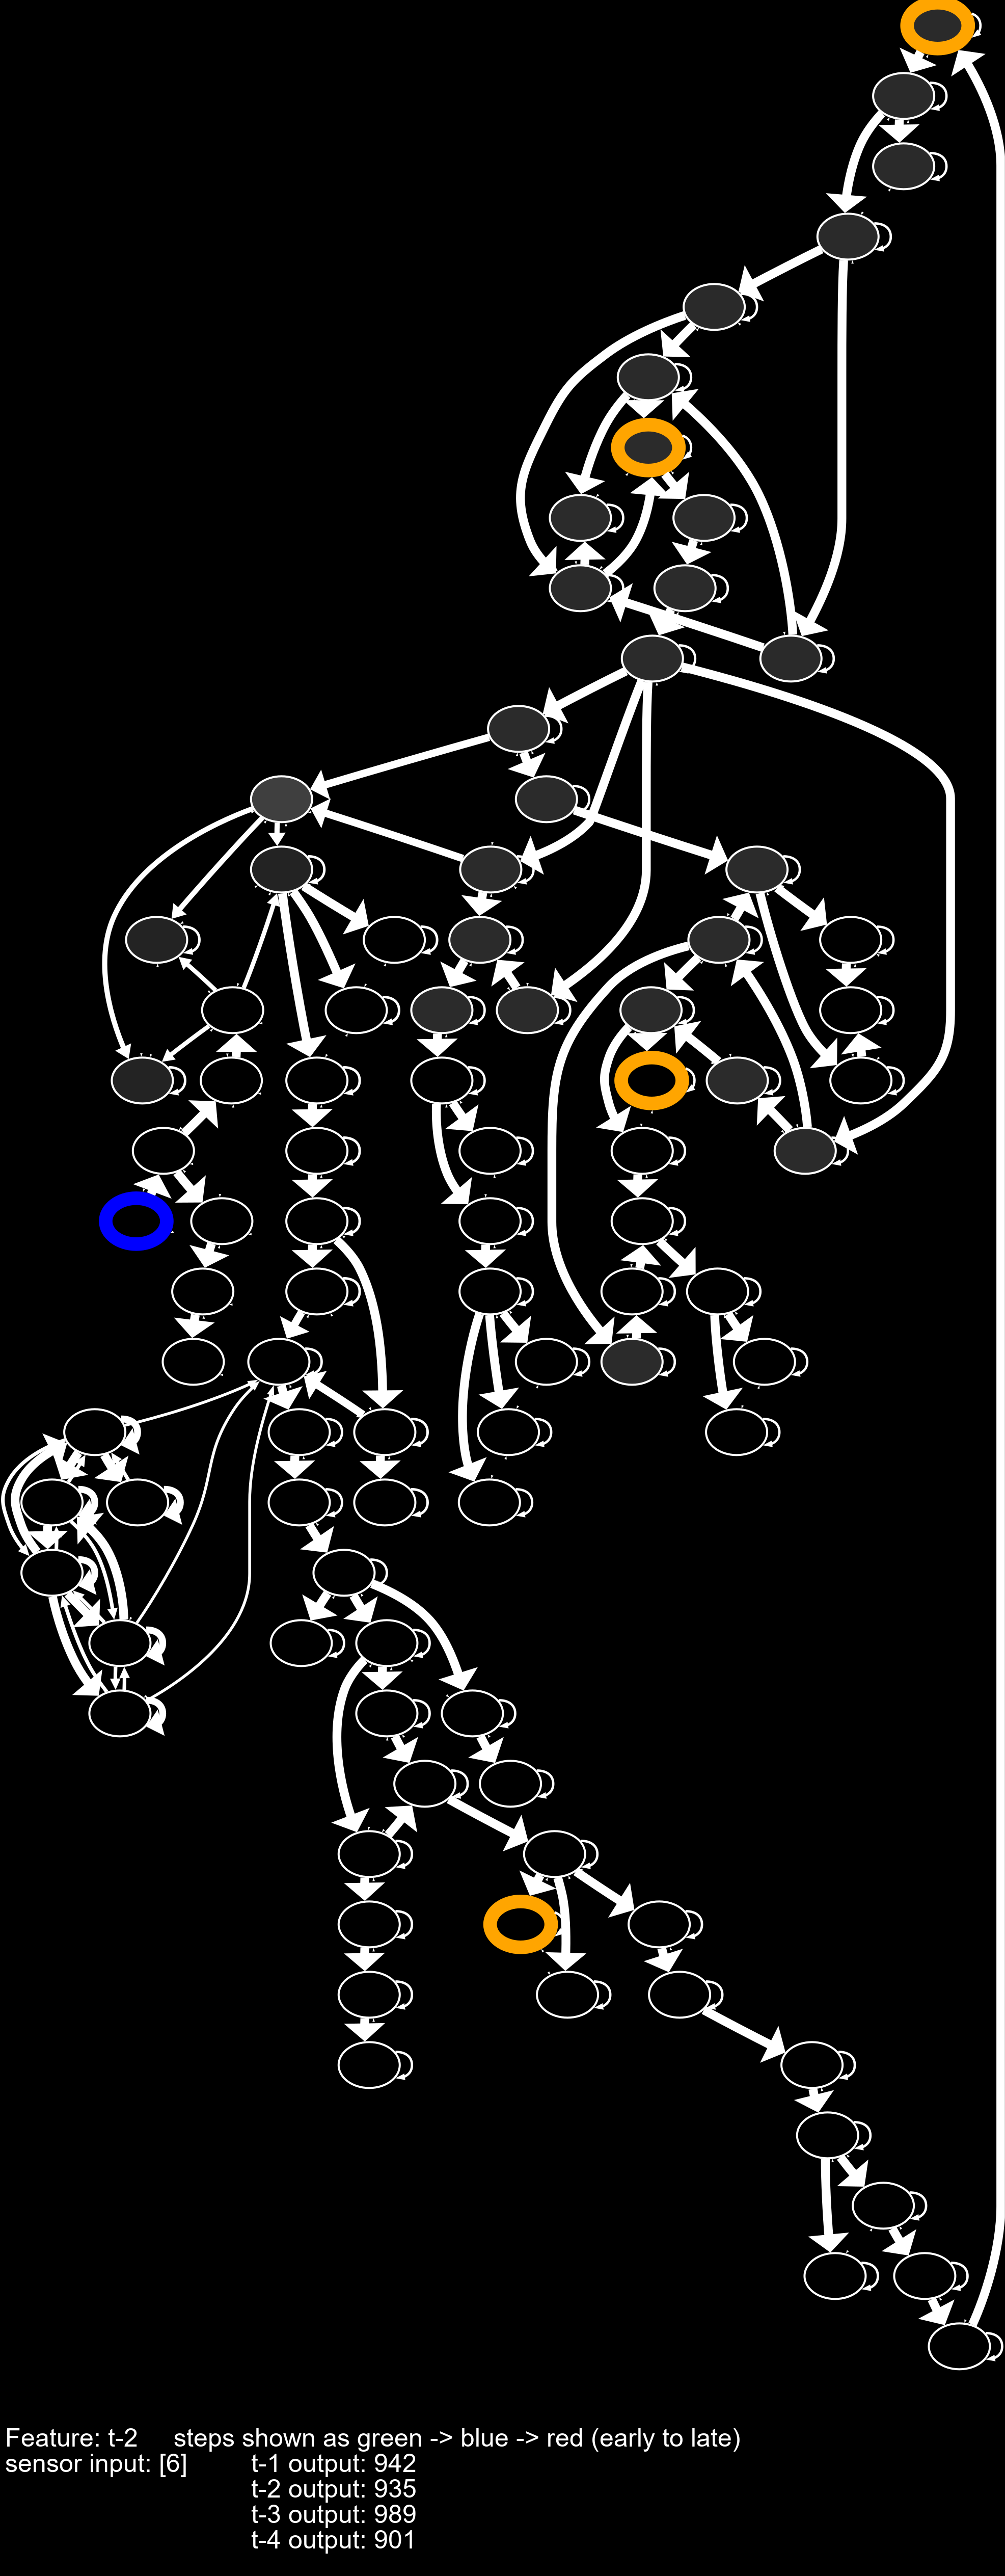 Feature: t-2     steps shown as green -> blue -> red (early to late)
sensor input: [6]         t-1 output: 942
t-2 output: 935
t-3 output: 989
t-4 output: 901